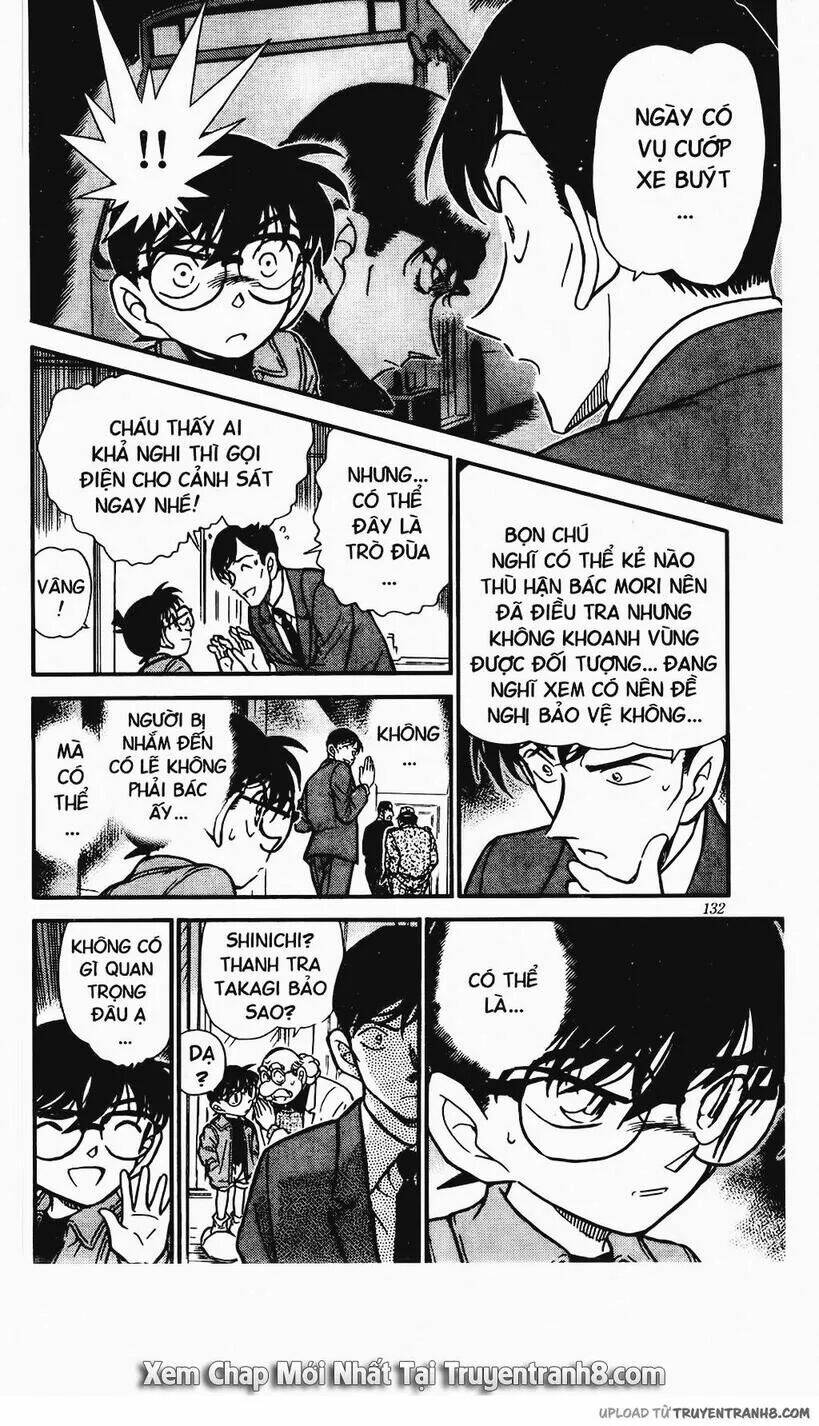 NGÀY CÓ
VỤ CƯỚP
XE BUÝT
...
!!
BỌN CHÚ
NGHĨ CÓ THỂ KẺ NÀO
THÙ HẬN BÁC MORI NÊN
ĐÃ ĐIỀU TRA NHƯNG
KHÔNG KHOANH VÙNG
ĐƯỢC ĐỐI TƯỢNG... ĐANG
NGHĨ XEM CÓ NÊN ĐỀ
NGHỊ BẢO VỆ KHÔNG...
NHƯNG...
CÓ THỂ
ĐÂY LÀ
TRÒ ĐÙA
...
CHÁU THẤY AI
KHẢ NGHI THÌ GỌI
ĐIỆN CHO CẢNH SÁT
NGAY NHÉ!
VÂNG
!
KHÔNG
...
NGƯỜI BỊ
NHẮM ĐẾN
CÓ LẼ KHÔNG
PHẢI BÁC
ẤY...
MÀ
CÓ
THỂ
...
132
CÓ THỂ
LÀ...
SHINICHI?
THANH TRA
TAKAGI BẢO
SAO?
DẠ
?
KHÔNG CÓ
GÌ QUAN
TRỌNG
ĐÂU Ạ
...
Xem Chap Mới Nhất Tại Truyentranh8.com
UPLOAD TỪ TRUYENTRANH8.COM